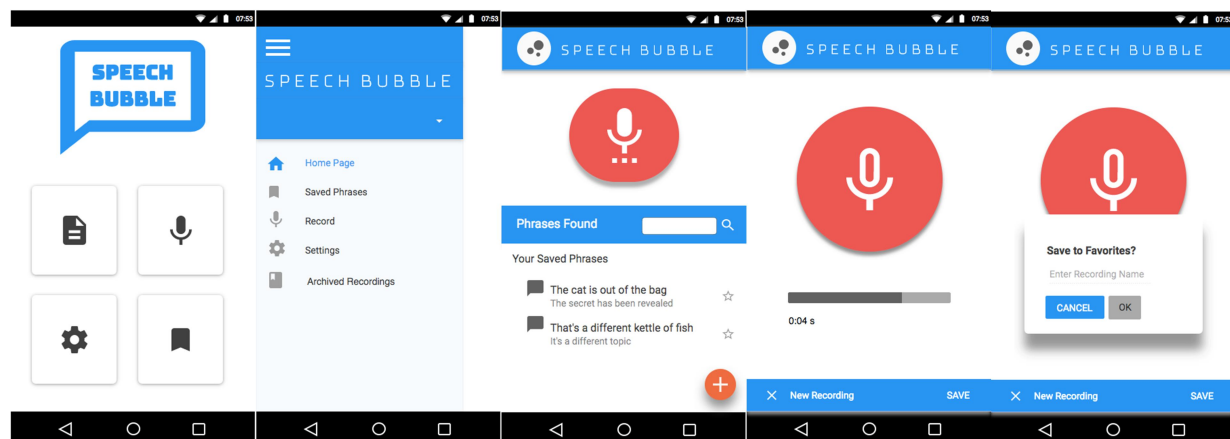 07:53
SPEECH
BUBBLE
07:53
SPEECH BUBBLE
Home Page
Saved Phrases
Record
Settings
Archived Recordings
07:53
SPEECH BUBBLE
Phrases Found
Your Saved Phrases
The cat is out of the bag
The secret has been revealed
That's a different kettle of fish
It's a different topic
07:53
SPEECH BUBBLE
0:04 s
New Recording SAVE
07:53
SPEECH BUBBLE
Save to Favorites?
Enter Recording Name
CANCEL OK
New Recording SAVE